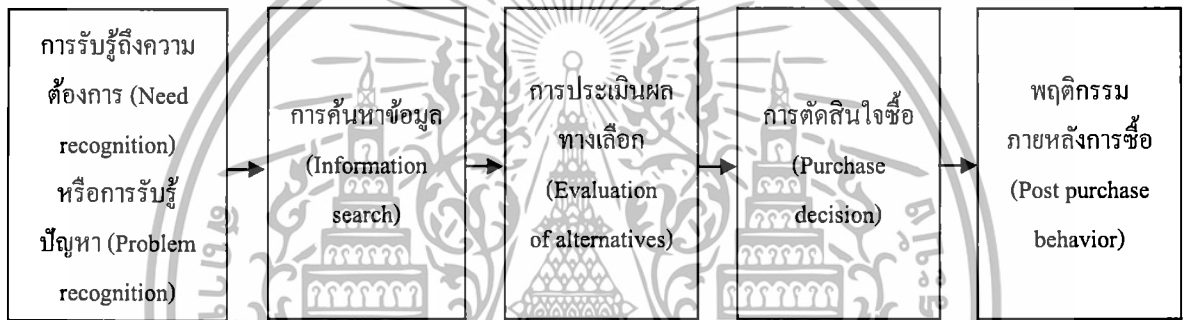 การรับรู้ถึงความ
ต้องการ (Need
recognition)
หรือการรับรู้
ปัญหา (Problem
recognition)
การค้นหาข้อมูล
(Information
search)
การประเมินผล
ทางเลือก
(Evaluation
of alternatives)
การตัดสินใจซื้อ
(Purchase
decision)
พฤติกรรม
ภายหลังการซื้อ
(Post purchase
behavior)